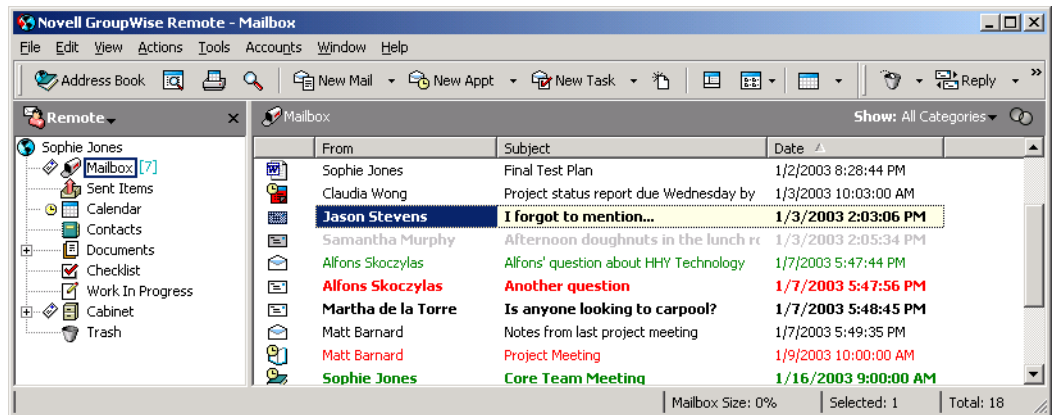 Novell GroupWise Remote - Mailbox
File Edit View Actions Tools Accounts Window Help
Address Book New Mail New Appt New Task Reply »
Remote Mailbox Show: All Categories
Sophie Jones
Mailbox [7]
Sent Items
Calendar
Contacts
Documents
Checklist
Work In Progress
Cabinet
Trash
From Subject Date
Sophie Jones Final Test Plan 1/2/2003 8:28:44 PM
Claudia Wong Project status report due Wednesday by 1/3/2003 10:03:00 AM
Jason Stevens I forgot to mention... 1/3/2003 2:03:06 PM
Samantha Murphy Afternoon doughnuts in the lunch ro 1/3/2003 2:05:34 PM
Alfons Skoczylas Alfons' question about HHY Technology 1/7/2003 5:47:44 PM
Alfons Skoczylas Another question 1/7/2003 5:47:56 PM
Martha de la Torre Is anyone looking to carpool? 1/7/2003 5:48:45 PM
Matt Barnard Notes from last project meeting 1/7/2003 5:49:35 PM
Matt Barnard Project Meeting 1/9/2003 10:00:00 AM
Sophie Jones Core Team Meeting 1/16/2003 9:00:00 AM
Mailbox Size: 0% Selected: 1 Total: 18